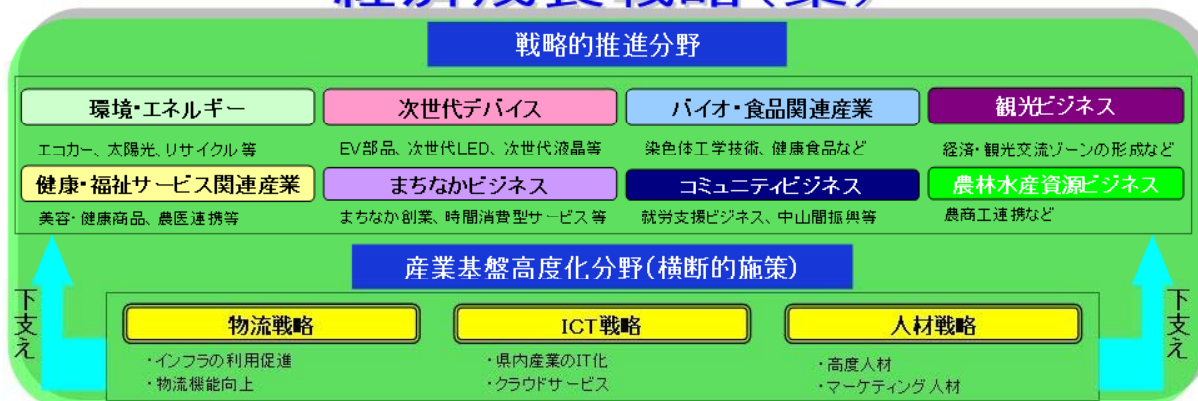 経済成長戦略(案)
戦略的推進分野
環境・エネルギー
次世代デバイス
バイオ・食品関連産業
観光ビジネス
エコカー、太陽光、リサイクル等
EV部品、次世代LED、次世代液晶等
染色体工学技術、健康食品など
経済・観光交流ゾーンの形成など
健康・福祉サービス関連産業
まちなかビジネス
コミュニティビジネス
農林水産資源ビジネス
美容・健康商品、農医連携等
まちなか創業、時間消費型サービス等
就労支援ビジネス、中山間振興等
農商工連携など
産業基盤高度化分野(横断的施策)
下支え
下支え
物流戦略
ICT戦略
人材戦略
・インフラの利用促進
・県内産業のIT化
・高度人材
・物流機能向上
・クラウドサービス
・マーケティング人材